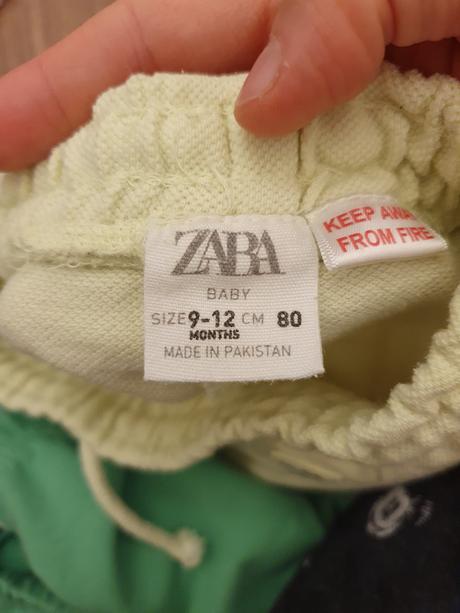 ZARA
BABY
SIZE 9-12 CM 80
MONTHS
MADE IN PAKISTAN
KEEP AWAY
FROM FIRE